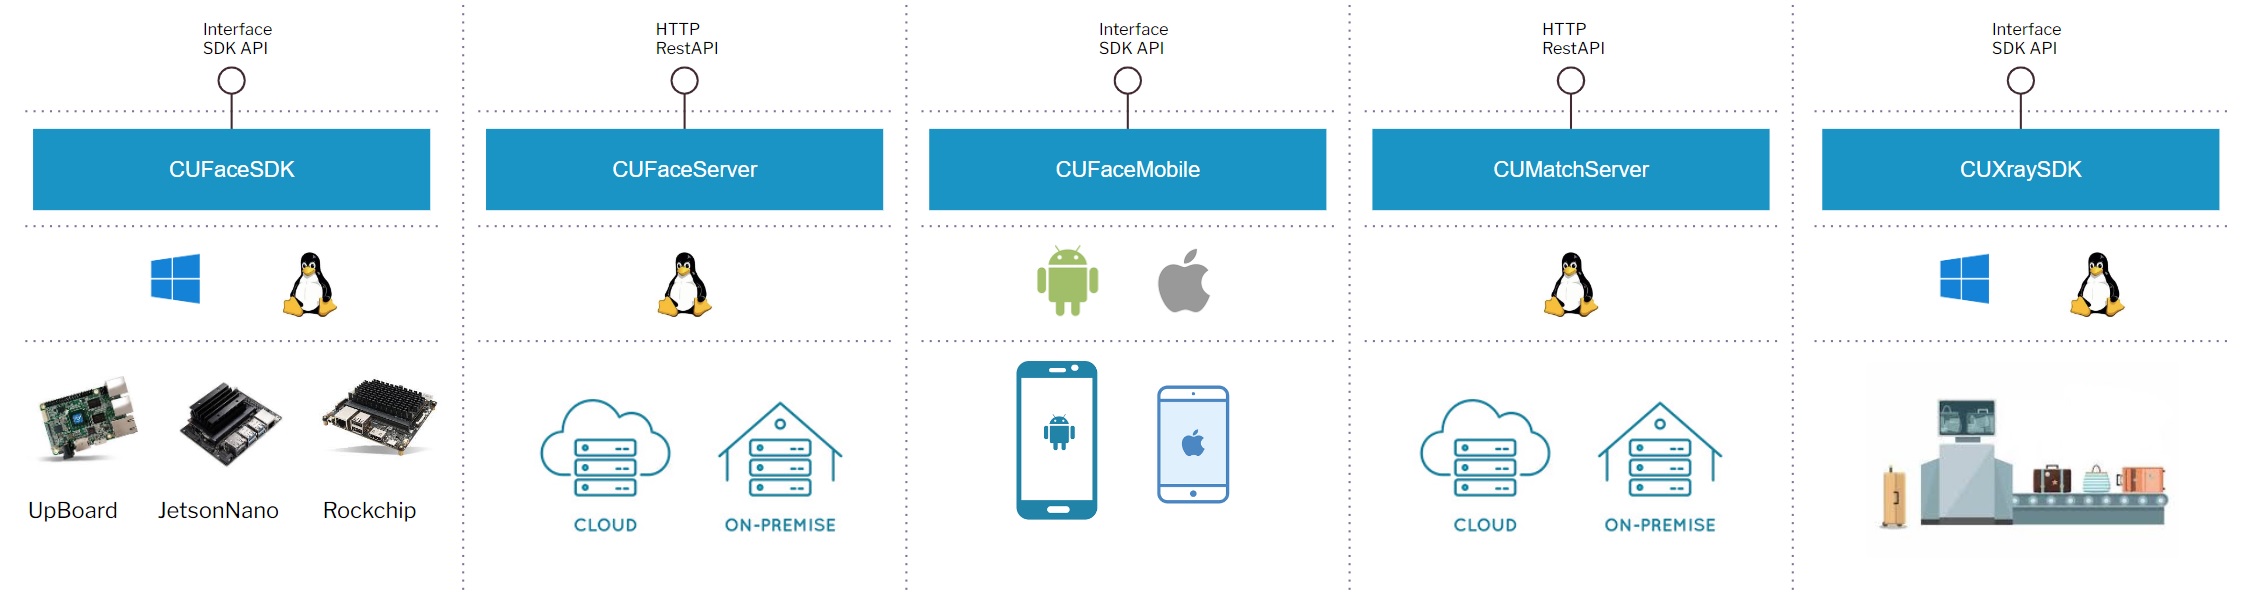 Interface
SDK API
CUFaceSDK
UpBoard
JetsonNano
Rockchip
HTTP
RestAPI
CUFaceServer
CLOUD
ON-PREMISE
Interface
SDK API
CUFaceMobile
HTTP
RestAPI
CUMatchServer
CLOUD
ON-PREMISE
Interface
SDK API
CUXraySDK